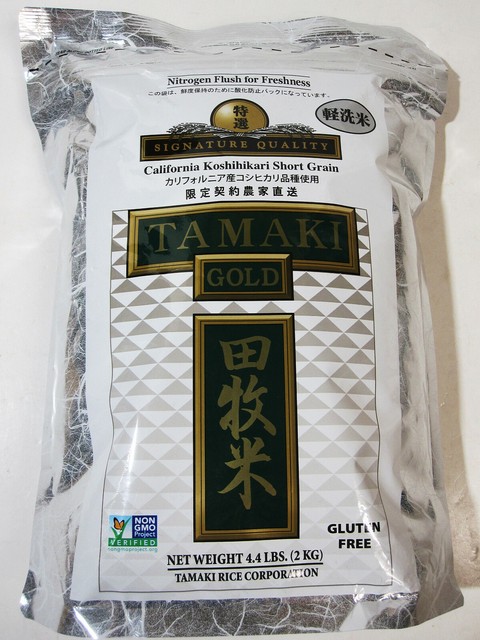 Nitrogen Flush for Freshness
この袋は、鮮度保持のために酸化防止パックになっています。
特選
軽洗米
SIGNATURE QUALITY
California Koshihikari Short Grain
カリフォルニア産コシヒカリ品種使用
限定契約農家直送
TAMAKI
GOLD
田牧米
NON
GMO
Project
VERIFIED
nongmoproject.org
GLUTEN
FREE
NET WEIGHT 4.4 LBS. (2 KG)
TAMAKI RICE CORPORATION